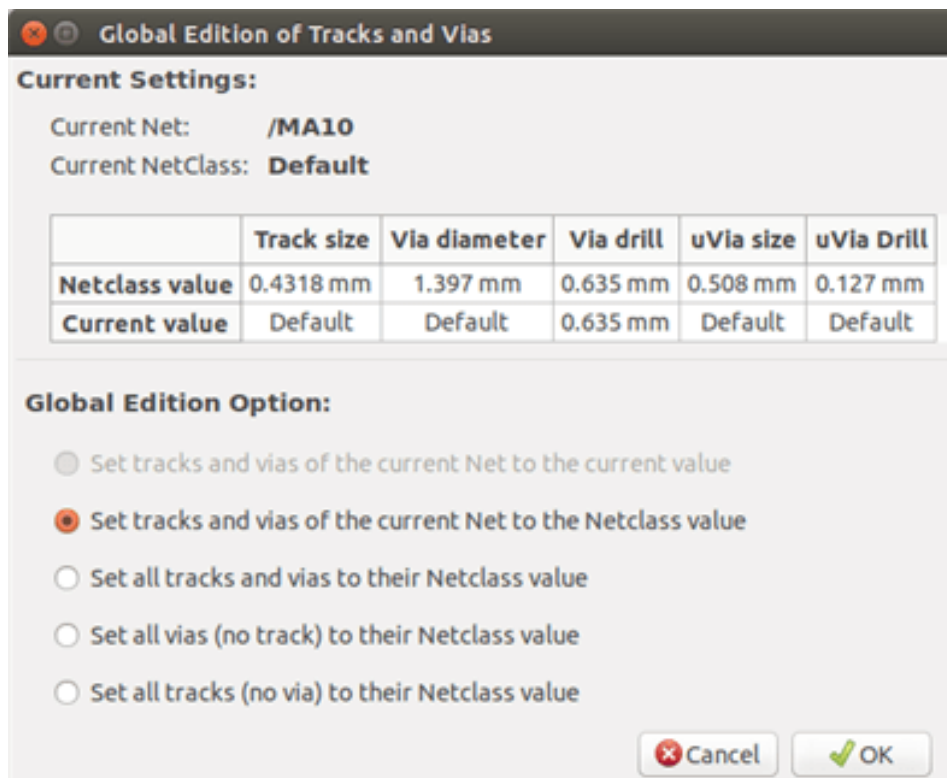 Global Edition of Tracks and Vias
Current Settings:
Current Net: /MA10
Current NetClass: Default
Track size Via diameter Via drill uVia size uVia Drill
Netclass value 0.4318 mm 1.397 mm 0.635 mm 0.508 mm 0.127 mm
Current value Default Default 0.635 mm Default Default
Global Edition Option:
Set tracks and vias of the current Net to the current value
Set tracks and vias of the current Net to the Netclass value
Set all tracks and vias to their Netclass value
Set all vias (no track) to their Netclass value
Set all tracks (no via) to their Netclass value
Cancel OK